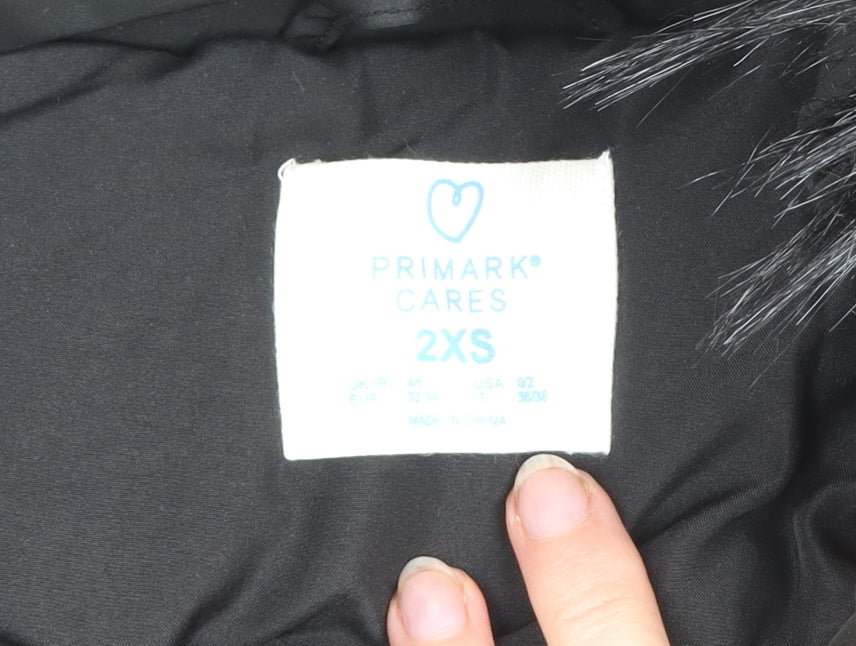 PRIMARK®
CARES
2XS
UK/IRL 4/6 USA 0/2
EUR 32/34 IT 36/38
MADE IN CHINA